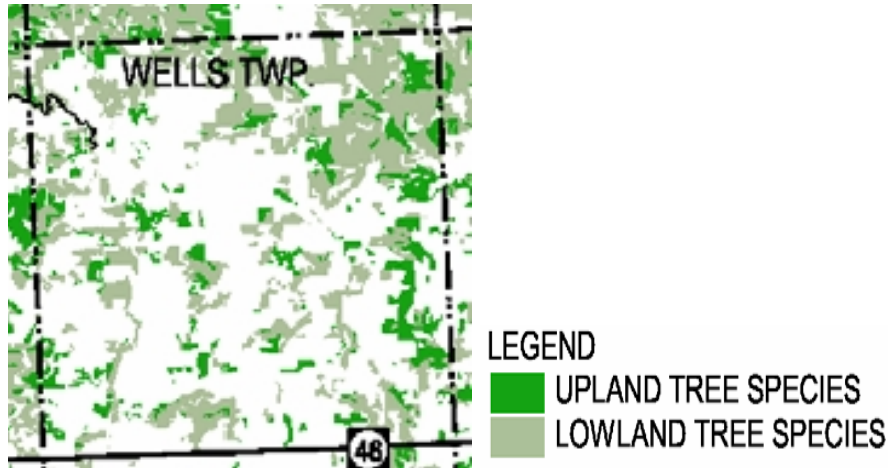 WELLS TWP.
48
LEGEND
UPLAND TREE SPECIES
LOWLAND TREE SPECIES